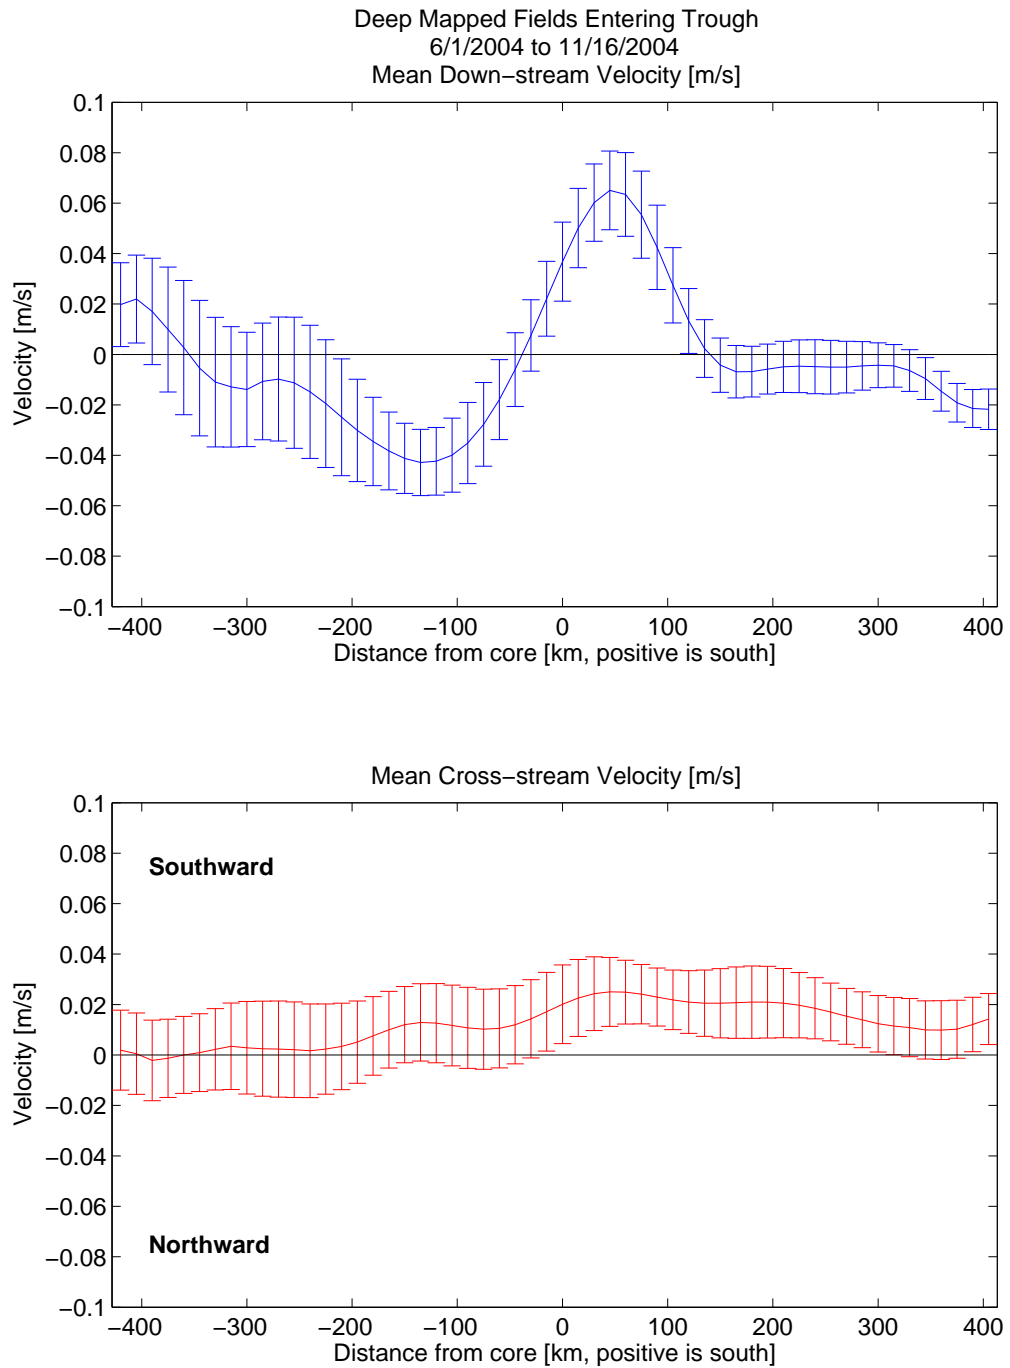 Deep Mapped Fields Entering Trough
6/1/2004 to 11/16/2004
Mean Down−stream Velocity [m/s]
0.1
0.08
0.06
0.04
0.02
0
−0.02
−0.04
−0.06
−0.08
−0.1
Velocity [m/s]
−400 −300 −200 −100 0 100 200 300 400
Distance from core [km, positive is south]
Mean Cross−stream Velocity [m/s]
0.1
0.08
0.06
0.04
0.02
0
−0.02
−0.04
−0.06
−0.08
−0.1
Velocity [m/s]
Southward
Northward
−400 −300 −200 −100 0 100 200 300 400
Distance from core [km, positive is south]